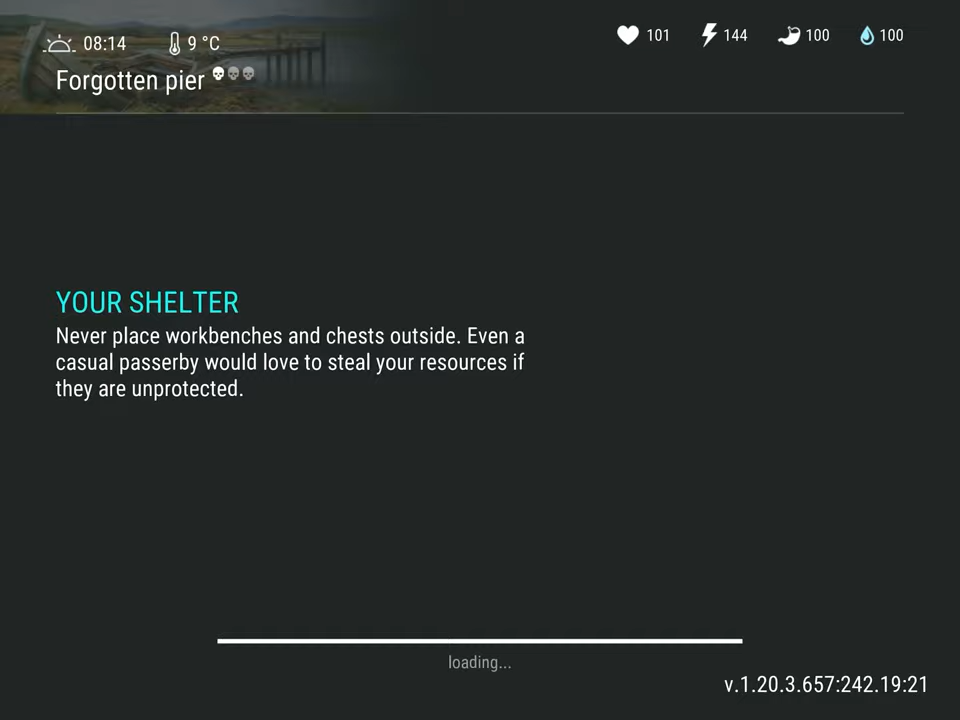 08:14 9 °C 101 144 100 100
Forgotten pier
YOUR SHELTER
Never place workbenches and chests outside. Even a
casual passerby would love to steal your resources if
they are unprotected.
loading...
v.1.20.3.657:242.19:21